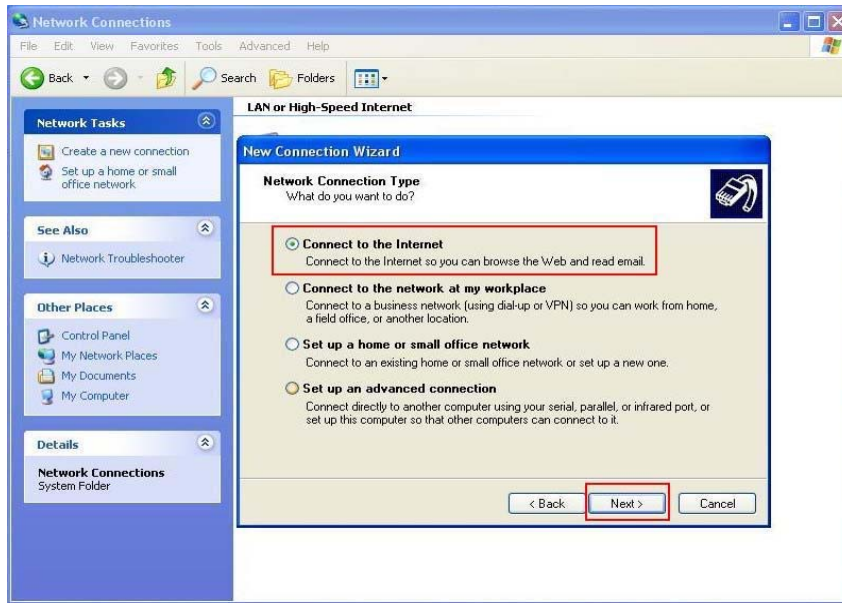 Network Connections
File Edit View Favorites Tools Advanced Help
Back Search Folders
LAN or High-Speed Internet
Network Tasks
Create a new connection
Set up a home or small
office network
See Also
Network Troubleshooter
Other Places
Control Panel
My Network Places
My Documents
My Computer
Details
Network Connections
System Folder
New Connection Wizard
Network Connection Type
What do you want to do?
Connect to the Internet
Connect to the Internet so you can browse the Web and read email.
Connect to the network at my workplace
Connect to a business network (using dial-up or VPN) so you can work from home,
a field office, or another location.
Set up a home or small office network
Connect to an existing home or small office network or set up a new one.
Set up an advanced connection
Connect directly to another computer using your serial, parallel, or infrared port, or
set up this computer so that other computers can connect to it.
< Back Next > Cancel